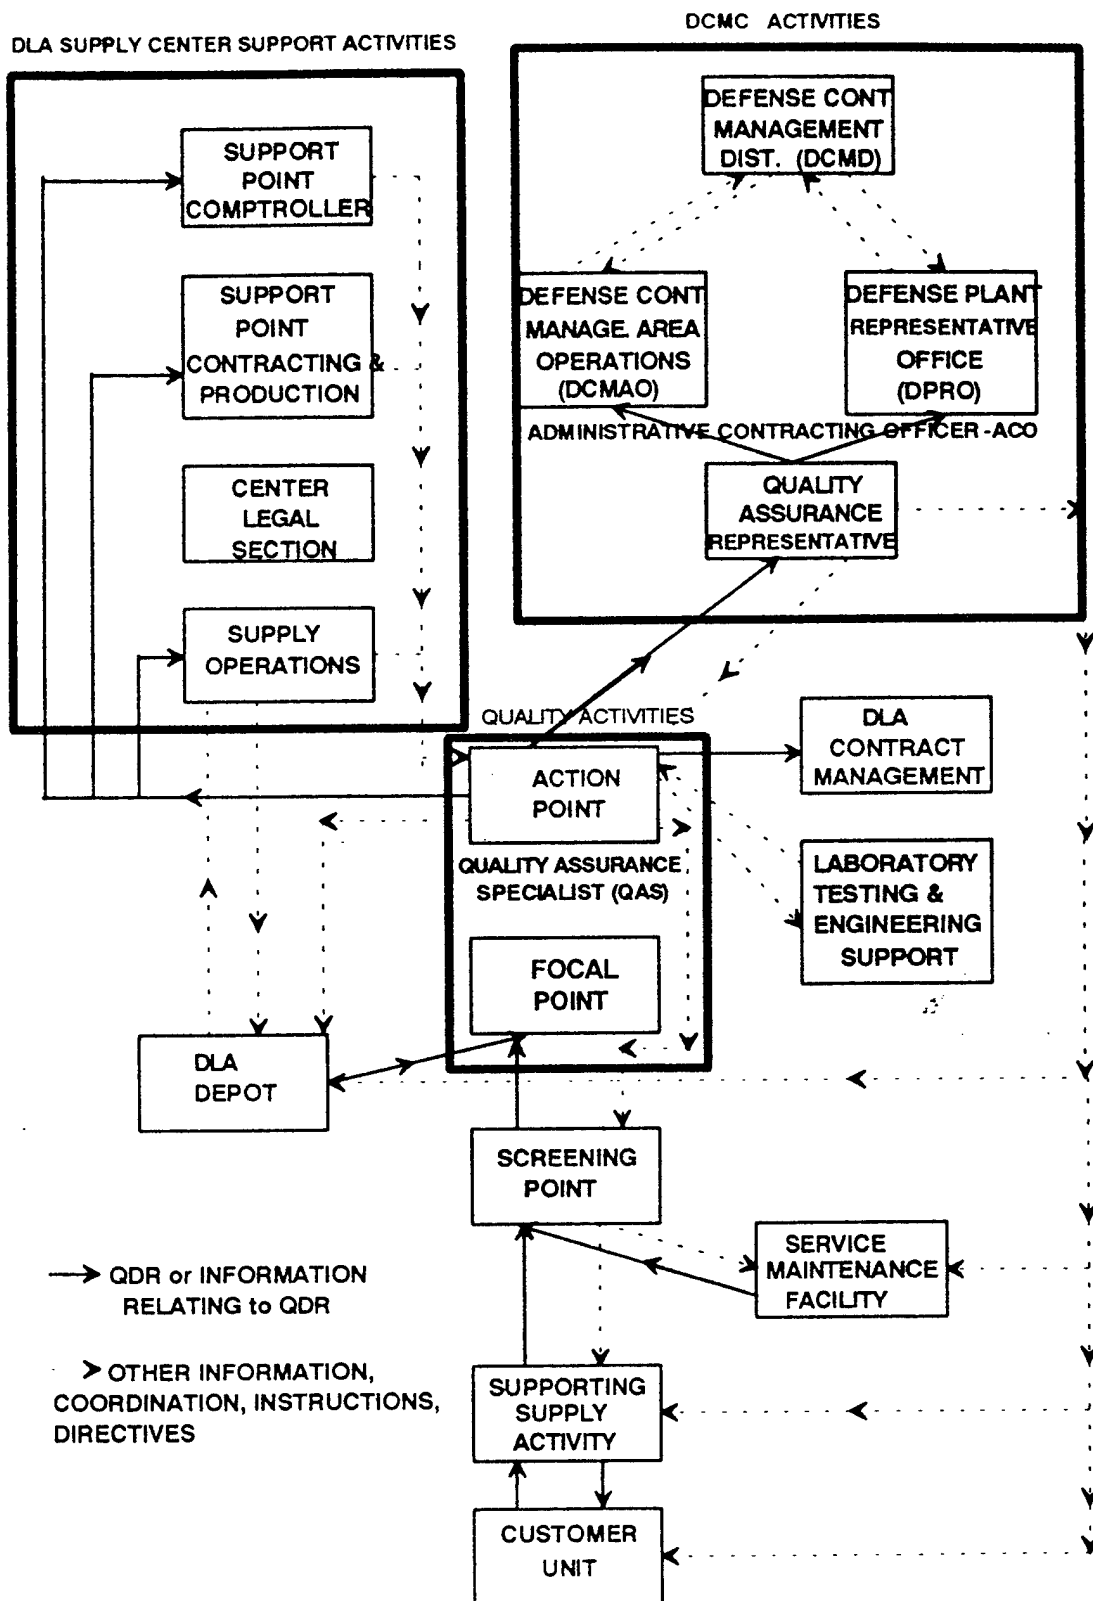 DCMC ACTIVITIES
DLA SUPPLY CENTER SUPPORT ACTIVITIES
SUPPORT
POINT
COMPTROLLER
SUPPORT
POINT
CONTRACTING &
PRODUCTION
CENTER
LEGAL
SECTION
SUPPLY
OPERATIONS
DEFENSE CONT
MANAGEMENT
DIST. (DCMD)
DEFENSE CONT
MANAGE. AREA
OPERATIONS
(DCMAO)
DEFENSE PLANT
REPRESENTATIVE
OFFICE
(DPRO)
ADMINISTRATIVE CONTRACTING OFFICER -ACO
QUALITY
ASSURANCE
REPRESENTATIVE
QUALITY ACTIVITIES
ACTION
POINT
QUALITY ASSURANCE
SPECIALIST (QAS)
FOCAL
POINT
DLA
CONTRACT
MANAGEMENT
LABORATORY
TESTING &
ENGINEERING
SUPPORT
DLA
DEPOT
SCREENING
POINT
SERVICE
MAINTENANCE
FACILITY
QDR or INFORMATION
RELATING to QDR
OTHER INFORMATION,
COORDINATION, INSTRUCTIONS,
DIRECTIVES
SUPPORTING
SUPPLY
ACTIVITY
CUSTOMER
UNIT